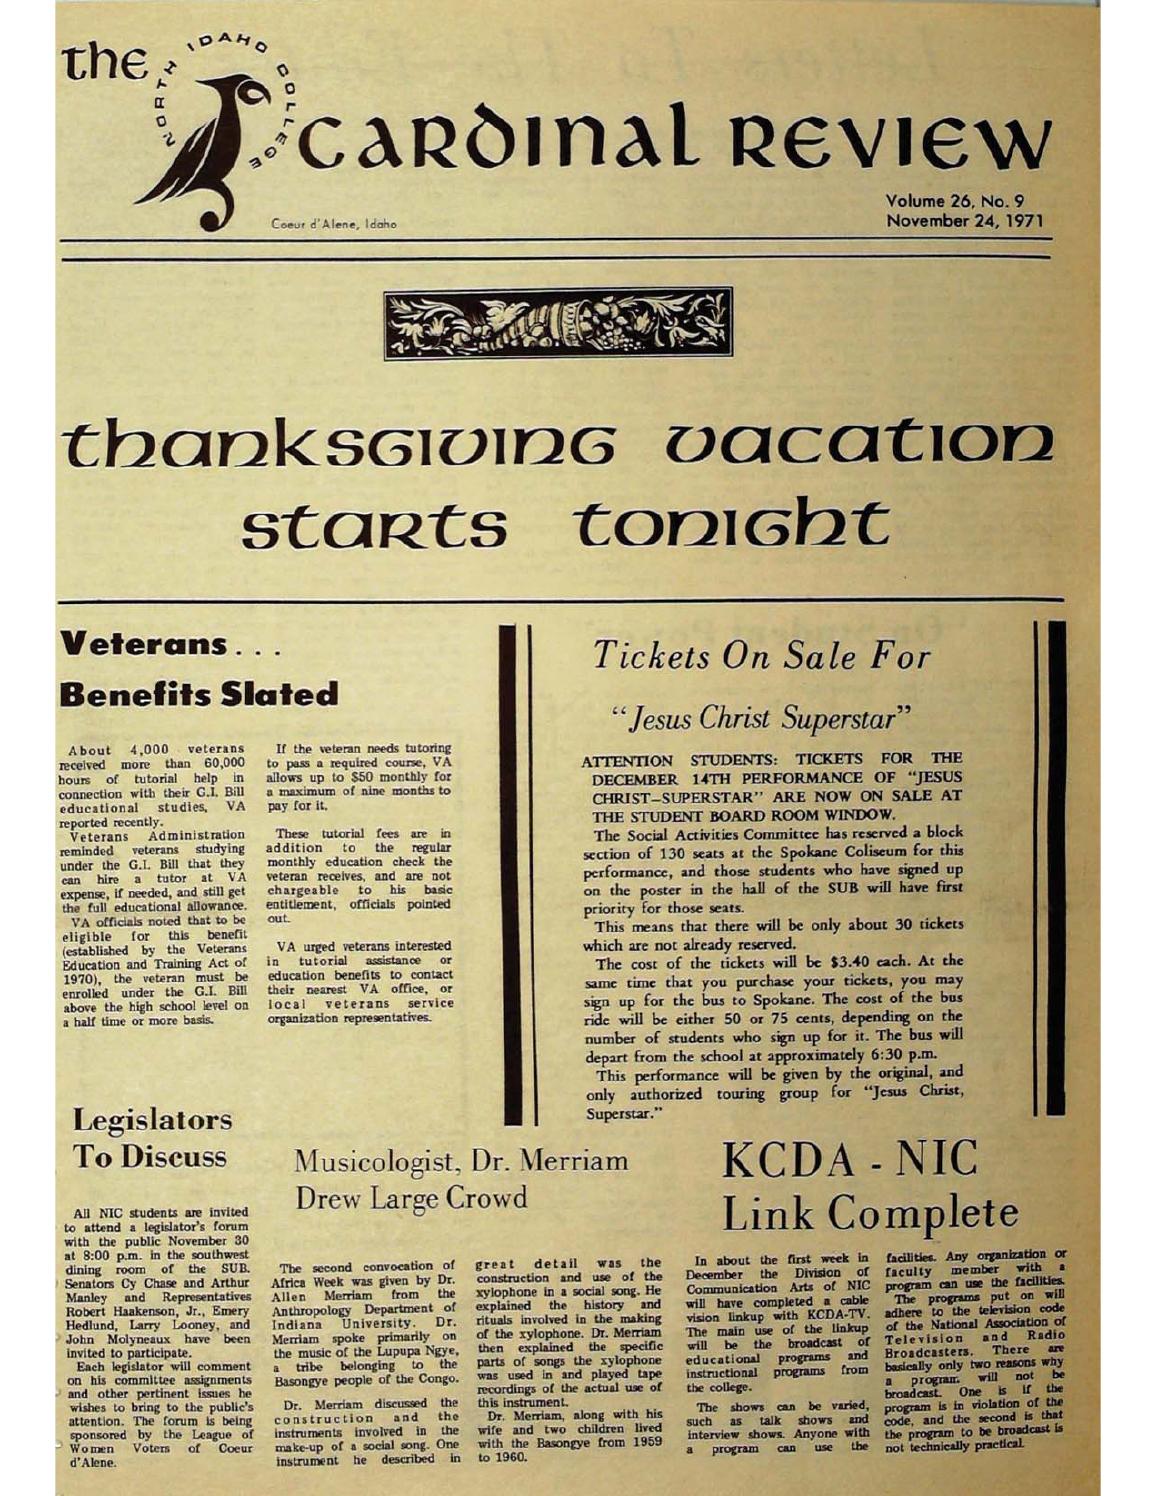 the
NORTH IDAHO COLLEGE
CARDINAL REVIEW
Coeur d'Alene, Idaho
Volume 26, No. 9
November 24, 1971
thanksgiving vacation
starts tonight
Veterans . . .
Benefits Slated
About 4,000 veterans
received more than 60,000
hours of tutorial help in
connection with their G.I. Bill
educational studies, VA
reported recently.
Veterans Administration
reminded veterans studying
under the G.I. Bill that they
can hire a tutor at VA
expense, if needed, and still get
the full educational allowance.
VA officials noted that to be
eligible for this benefit
(established by the Veterans
Education and Training Act of
1970), the veteran must be
enrolled under the G.I. Bill
above the high school level on
a half time or more basis.
If the veteran needs tutoring
to pass a required course, VA
allows up to $50 monthly for
a maximum of nine months to
pay for it.
These tutorial fees are in
addition to the regular
monthly education check the
veteran receives, and are not
chargeable to his basic
entitlement, officials pointed
out.
VA urged veterans interested
in tutorial assistance or
education benefits to contact
their nearest VA office, or
local veterans service
organization representatives.
Tickets On Sale For
"Jesus Christ Superstar"
ATTENTION STUDENTS: TICKETS FOR THE
DECEMBER 14TH PERFORMANCE OF "JESUS
CHRIST—SUPERSTAR" ARE NOW ON SALE AT
THE STUDENT BOARD ROOM WINDOW.
The Social Activities Committee has reserved a block
section of 130 seats at the Spokane Coliseum for this
performance, and those students who have signed up
on the poster in the hall of the SUB will have first
priority for those seats.
This means that there will be only about 30 tickets
which are not already reserved.
The cost of the tickets will be $3.40 each. At the
same time that you purchase your tickets, you may
sign up for the bus to Spokane. The cost of the bus
ride will be either 50 or 75 cents, depending on the
number of students who sign up for it. The bus will
depart from the school at approximately 6:30 p.m.
This performance will be given by the original, and
only authorized touring group for "Jesus Christ,
Superstar."
Legislators
To Discuss
All NIC students are invited
to attend a legislator's forum
with the public November 30
at 8:00 p.m. in the southwest
dining room of the SUB.
Senators Cy Chase and Arthur
Manley and Representatives
Robert Haakenson, Jr., Emery
Hedlund, Larry Looney, and
John Molyneaux have been
invited to participate.
Each legislator will comment
on his committee assignments
and other pertinent issues he
wishes to bring to the public's
attention. The forum is being
sponsored by the League of
Women Voters of Coeur
d'Alene.
Musicologist, Dr. Merriam
Drew Large Crowd
The second convocation of
Africa Week was given by Dr.
Allen Merriam from the
Anthropology Department of
Indiana University. Dr.
Merriam spoke primarily on
the music of the Lupupa Ngye,
a tribe belonging to the
Basongye people of the Congo.
Dr. Merriam discussed the
construction and the
instruments involved in the
make-up of a social song. One
instrument he described in
great detail was the
construction and use of the
xylophone in a social song. He
explained the history and
rituals involved in the making
of the xylophone. Dr. Merriam
then explained the specific
parts of songs the xylophone
was used in and played tape
recordings of the actual use of
this instrument.
Dr. Merriam, along with his
wife and two children lived
with the Basongye from 1959
to 1960.
KCDA - NIC
Link Complete
In about the first week in
December the Division of
Communication Arts of NIC
will have completed a cable
vision linkup with KCDA-TV.
The main use of the linkup
will be the broadcast of
educational programs and
instructional programs from
the college.
The shows can be varied,
such as talk shows and
interview shows. Anyone with
a program can use the
facilities. Any organization or
faculty member with a
program can use the facilities.
The programs put on will
adhere to the television code
of the National Association of
Television and Radio
Broadcasters. There are
basically only two reasons why
a program will not be
broadcast. One is if the
program is in violation of the
code, and the second is that
the program to be broadcast is
not technically practical.